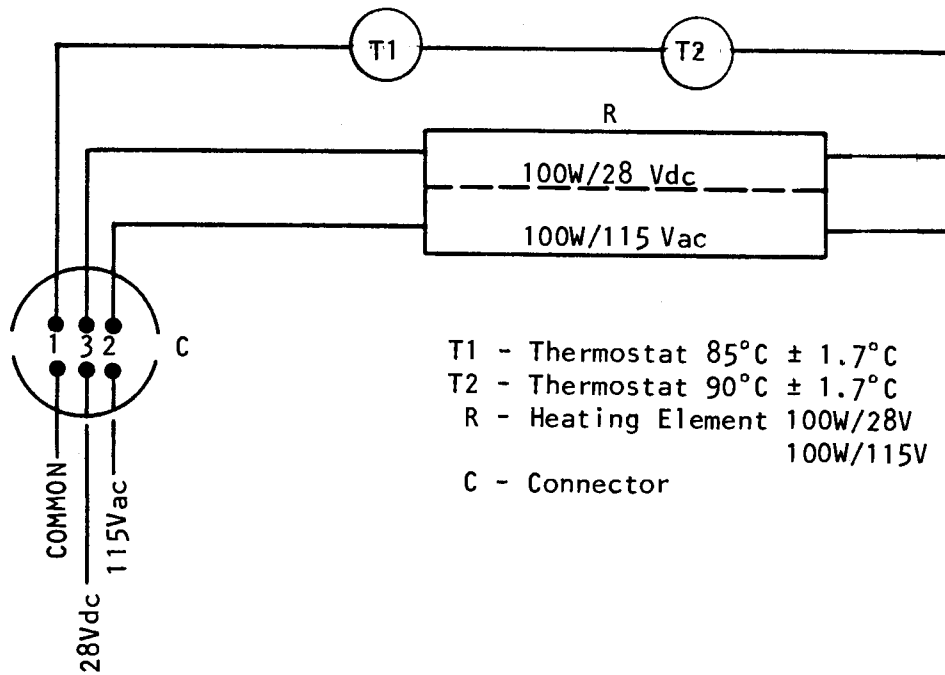 T1
T2
R
100W/28 Vdc
100W/115 Vac
1 3 2
C
T1 - Thermostat 85°C ± 1.7°C
T2 - Thermostat 90°C ± 1.7°C
R - Heating Element 100W/28V
100W/115V
C - Connector
COMMON
28Vdc
115Vac